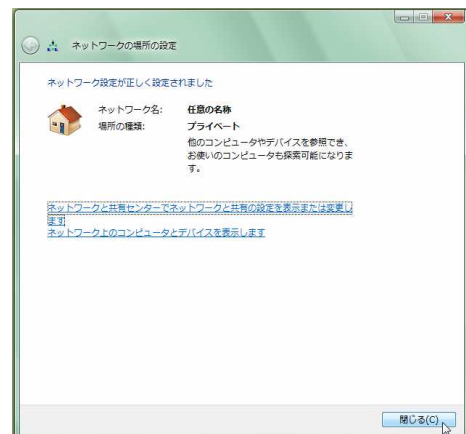 ネットワークの場所の設定
ネットワーク設定が正しく設定されました
ネットワーク名: 任意の名称
場所の種類: プライベート
他のコンピュータやデバイスを参照でき、
お使いのコンピュータも探索可能になりま
す。
ネットワークと共有センターでネットワークと共有の設定を表示または変更し
ます
ネットワーク上のコンピュータとデバイスを表示します
閉じる(C)